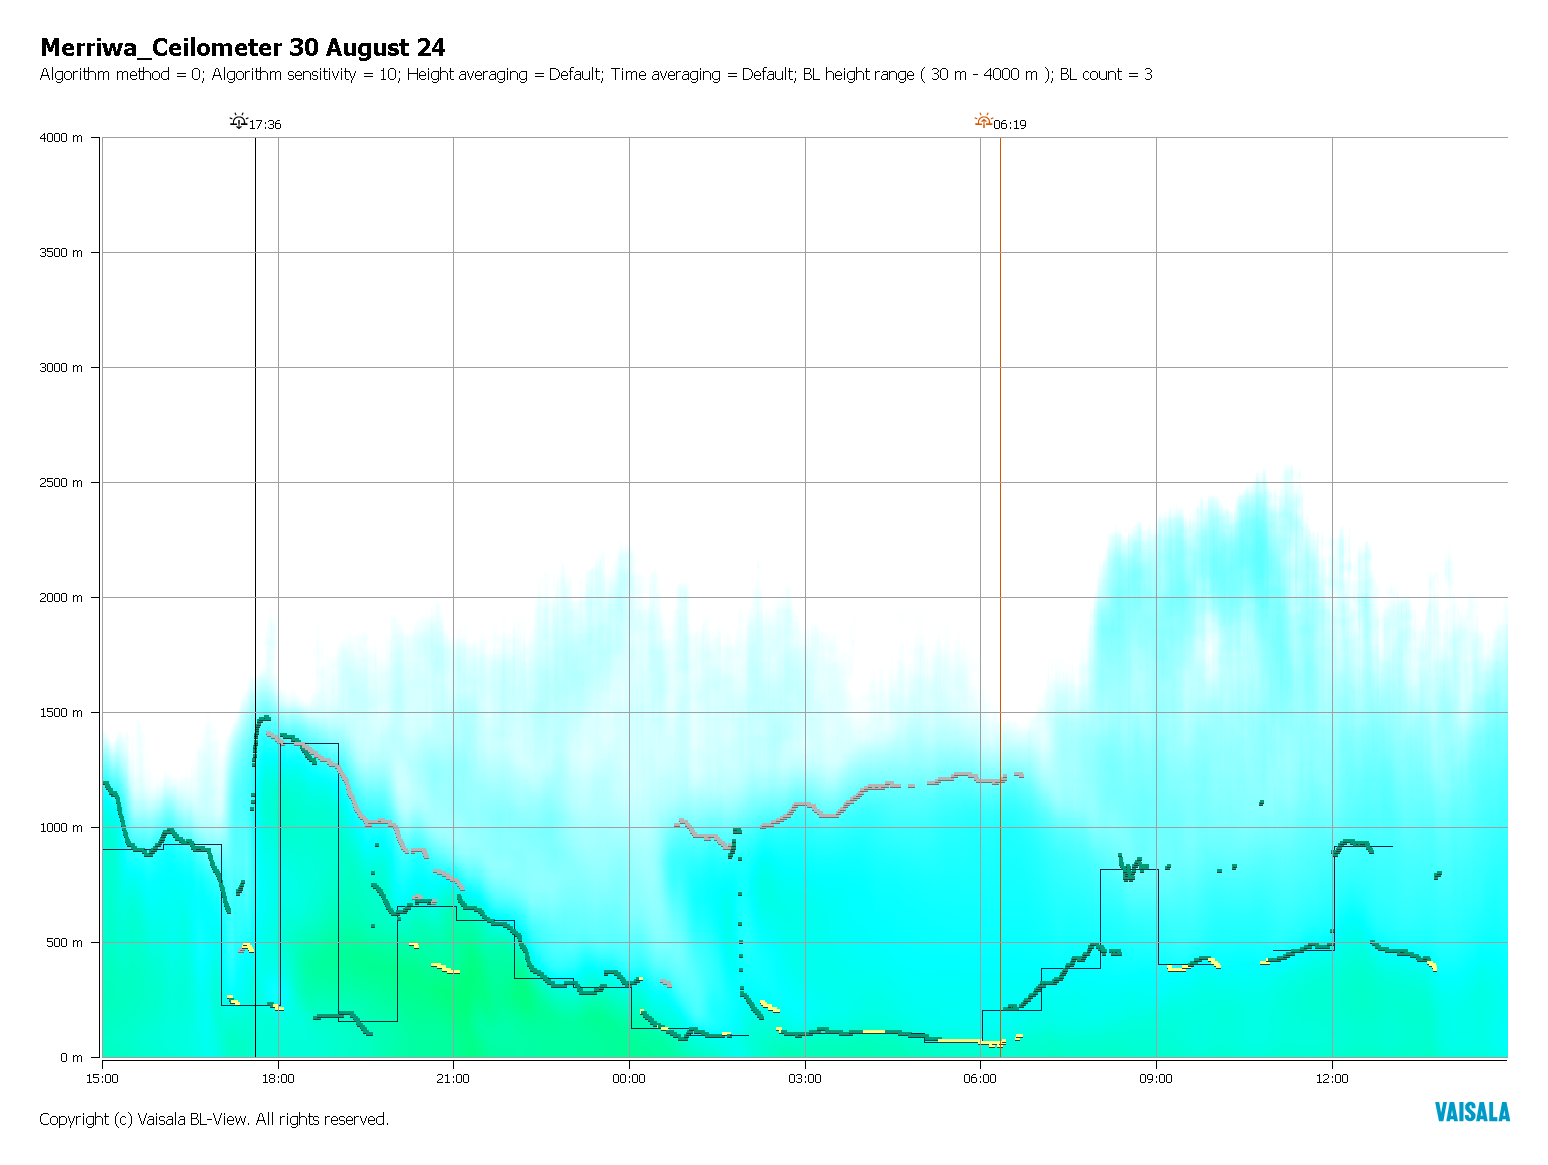 Merriwa_Ceilometer 30 August 24
Algorithm method = 0; Algorithm sensitivity = 10; Height averaging = Default; Time averaging = Default; BL height range ( 30 m - 4000 m ); BL count = 3
17:36
06:19
4000 m
3500 m
3000 m
2500 m
2000 m
1500 m
1000 m
500 m
0 m
15:00 18:00 21:00 00:00 03:00 06:00 09:00 12:00
Copyright (c) Vaisala BL-View. All rights reserved.
VAISALA